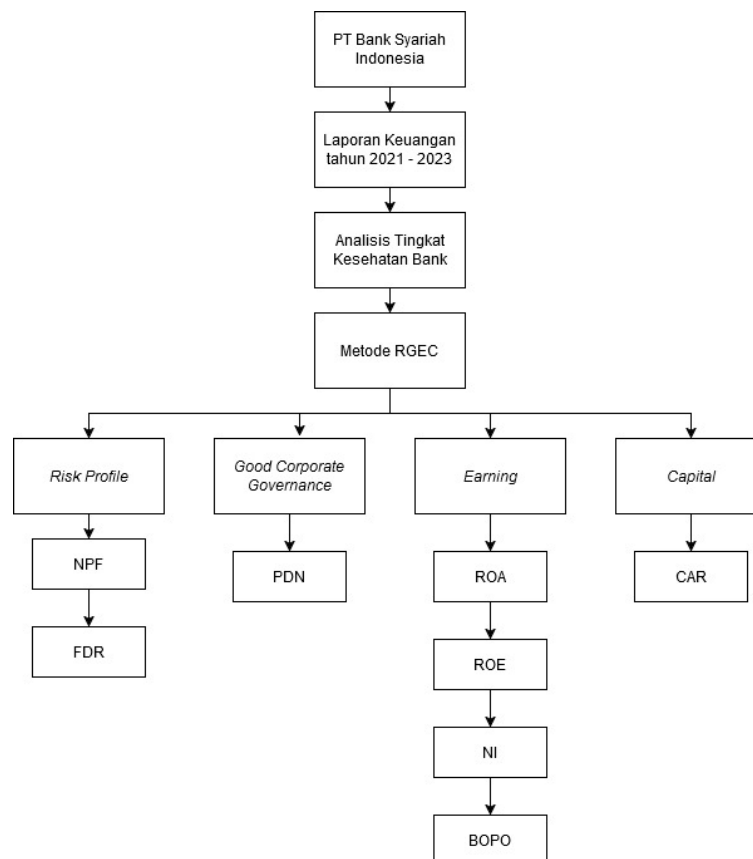 PT Bank Syariah
Indonesia
Laporan Keuangan
tahun 2021 - 2023
Analisis Tingkat
Kesehatan Bank
Metode RGEC
Risk Profile
Good Corporate
Governance
Earning
Capital
NPF
PDN
ROA
CAR
FDR
ROE
NI
BOPO